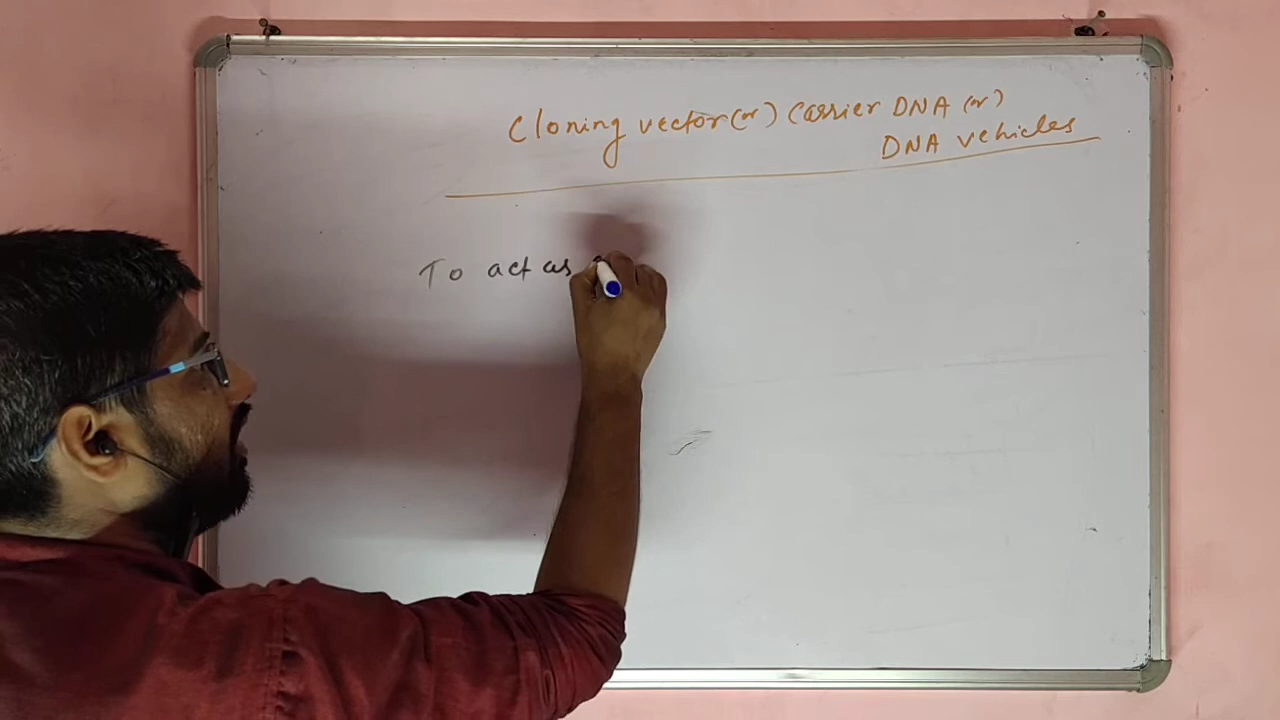 Cloning vector (or) Carrier DNA (or)
DNA vehicles
To act as